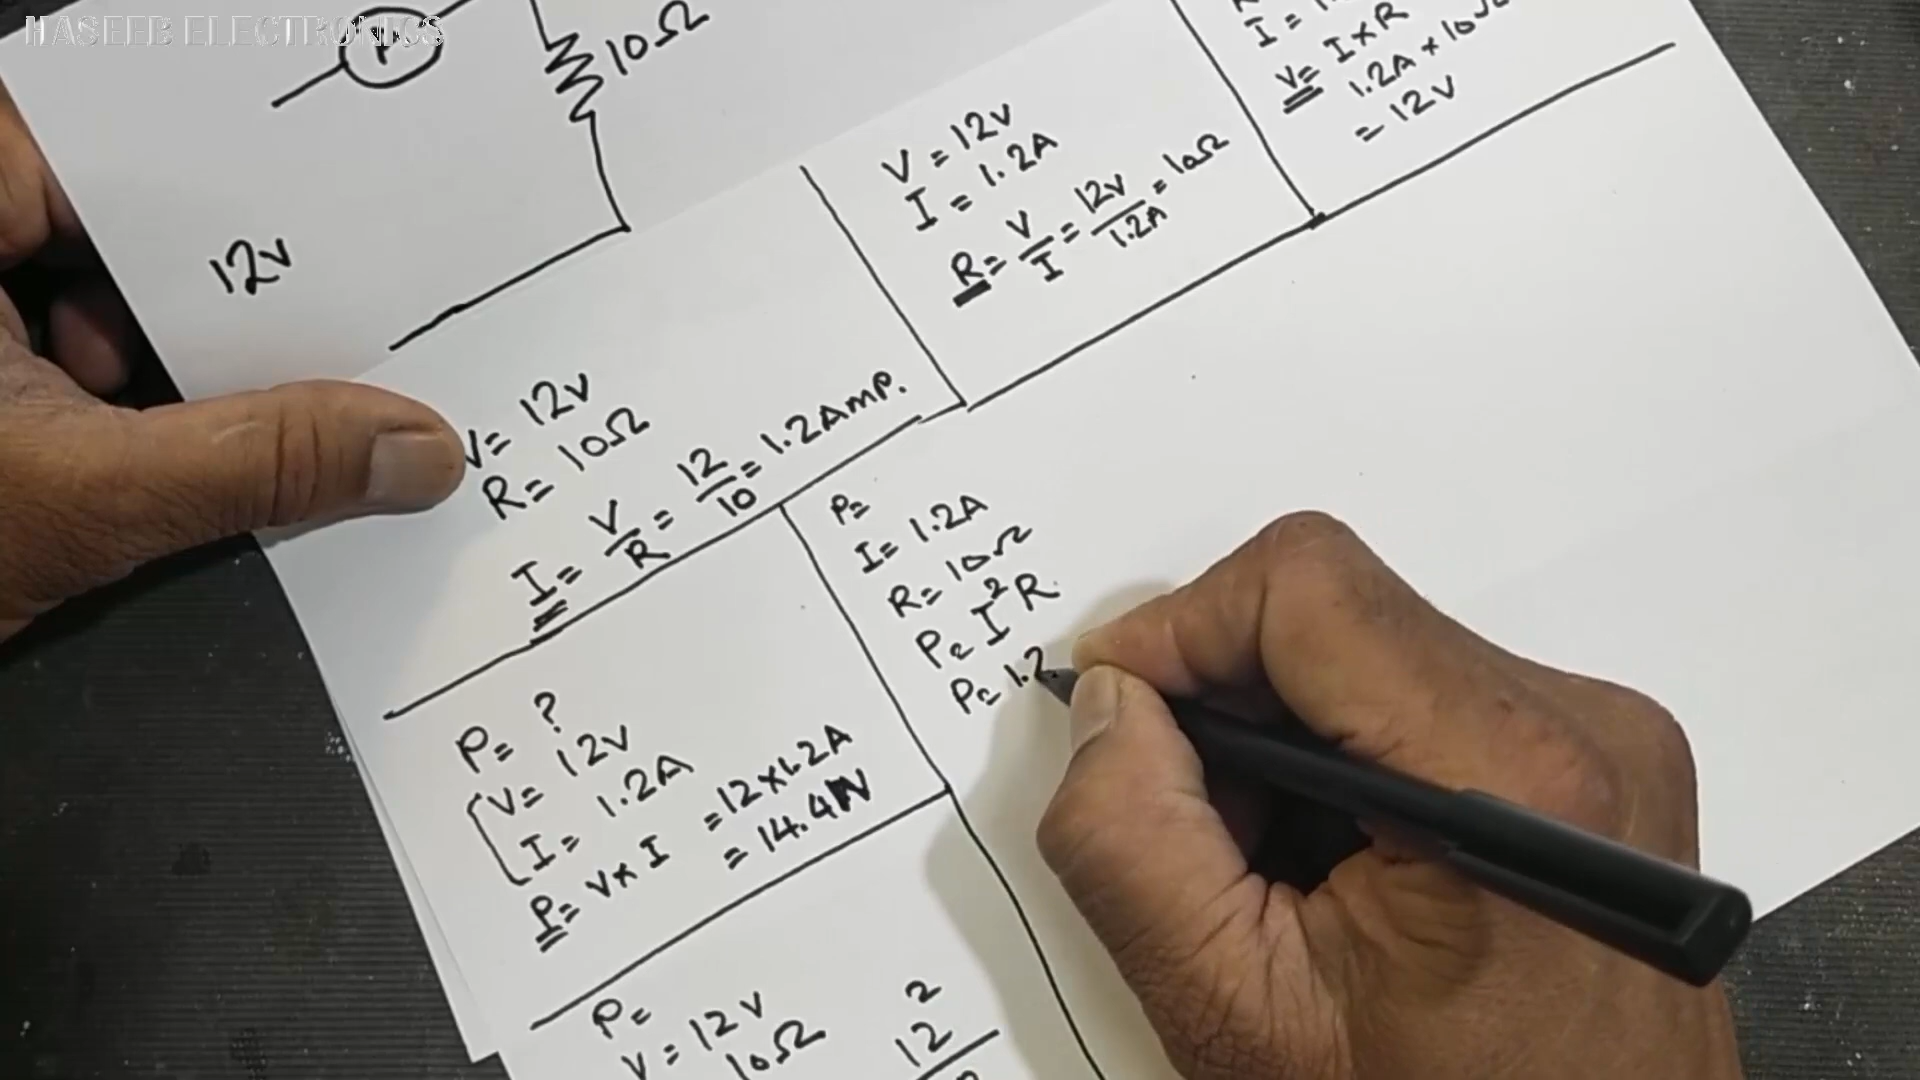 HASEEB ELECTRONICS
10Ω
12v
V = 12V
I = 1.2A
R = V/I = 12V/1.2A = 10Ω
I = 1.
V= I×R
1.2A × 10Ω
= 12V
V= 12V
R= 10Ω
I= V/R = 12/10 = 1.2Amp.
P= ?
V= 12V
I= 1.2A
P= V×I = 12×1.2A
= 14.4W
P=
I= 1.2A
R= 10Ω
P= I²R
P= 1.2
P=
V= 12V
10Ω
12²